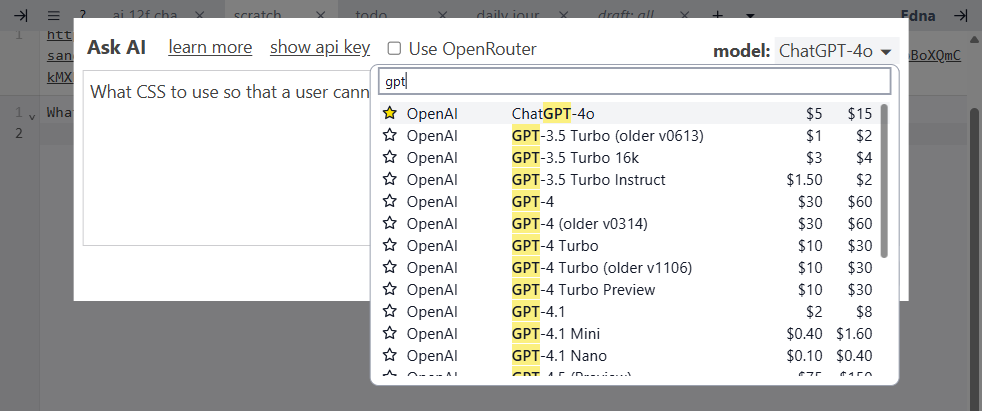 ai 12f cha
scratch
todo
daily jour
draft: all
Edna
1 htt
san
BoXQmC
kMX
1 Wha
2
Ask AI learn more show api key Use OpenRouter model: ChatGPT-4o
What CSS to use so that a user cann
gpt
OpenAI ChatGPT-4o $5 $15
OpenAI GPT-3.5 Turbo (older v0613) $1 $2
OpenAI GPT-3.5 Turbo 16k $3 $4
OpenAI GPT-3.5 Turbo Instruct $1.50 $2
OpenAI GPT-4 $30 $60
OpenAI GPT-4 (older v0314) $30 $60
OpenAI GPT-4 Turbo $10 $30
OpenAI GPT-4 Turbo (older v1106) $10 $30
OpenAI GPT-4 Turbo Preview $10 $30
OpenAI GPT-4.1 $2 $8
OpenAI GPT-4.1 Mini $0.40 $1.60
OpenAI GPT-4.1 Nano $0.10 $0.40
OpenAI GPT-4.5 (Preview) $75 $150